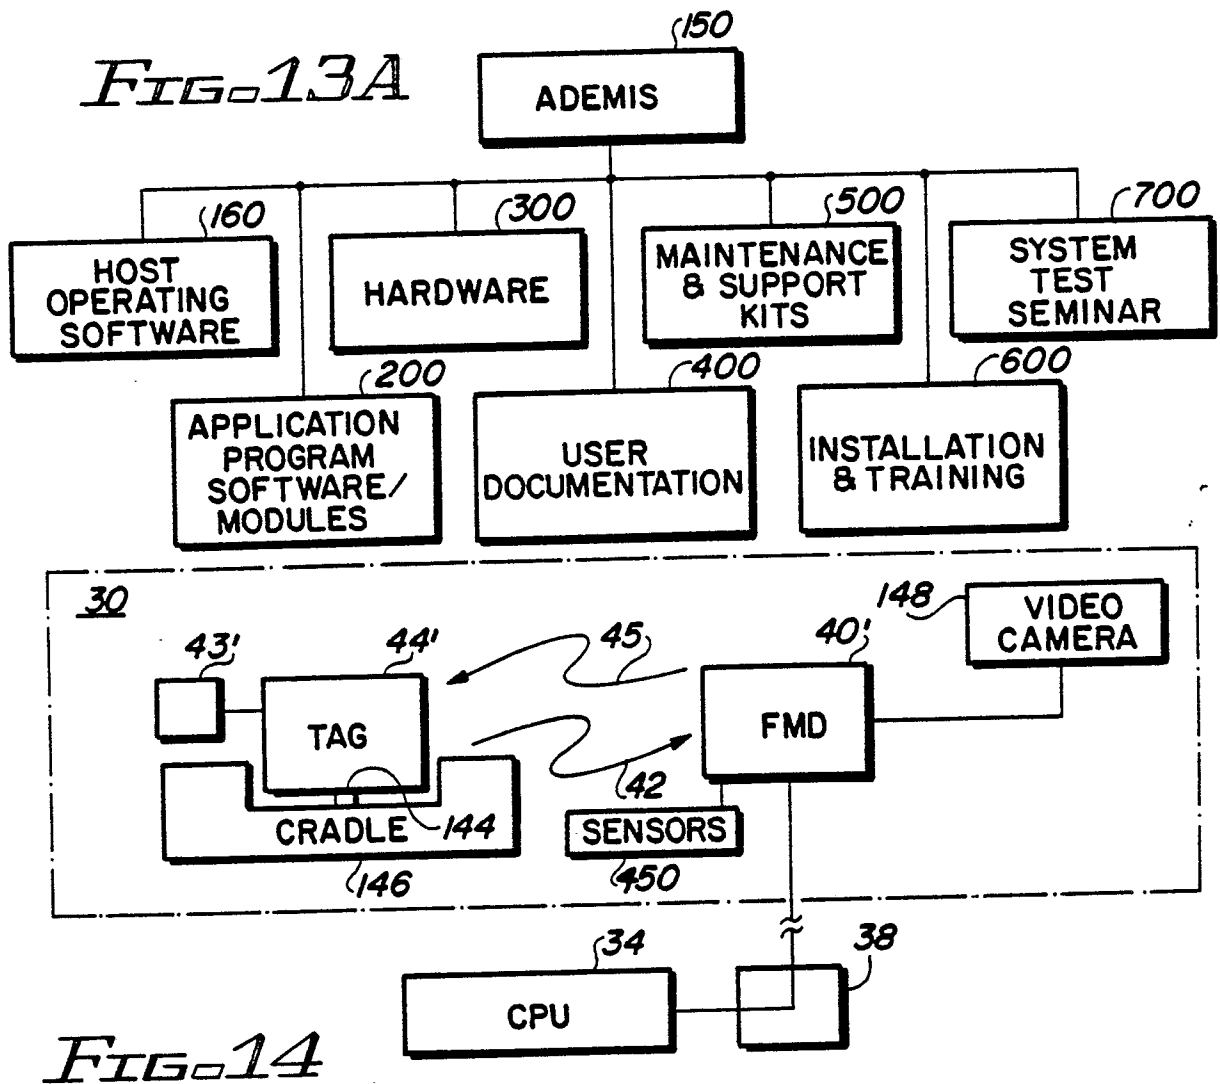 FIG. 13A
150
ADEMIS
160
HOST
OPERATING
SOFTWARE
300
HARDWARE
500
MAINTENANCE
& SUPPORT
KITS
700
SYSTEM
TEST
SEMINAR
200
APPLICATION
PROGRAM
SOFTWARE/
MODULES
400
USER
DOCUMENTATION
600
INSTALLATION
& TRAINING
30
43'
44'
TAG
45
42
40'
FMD
148
VIDEO
CAMERA
CRADLE
144
146
SENSORS
450
34
CPU
38
FIG. 14